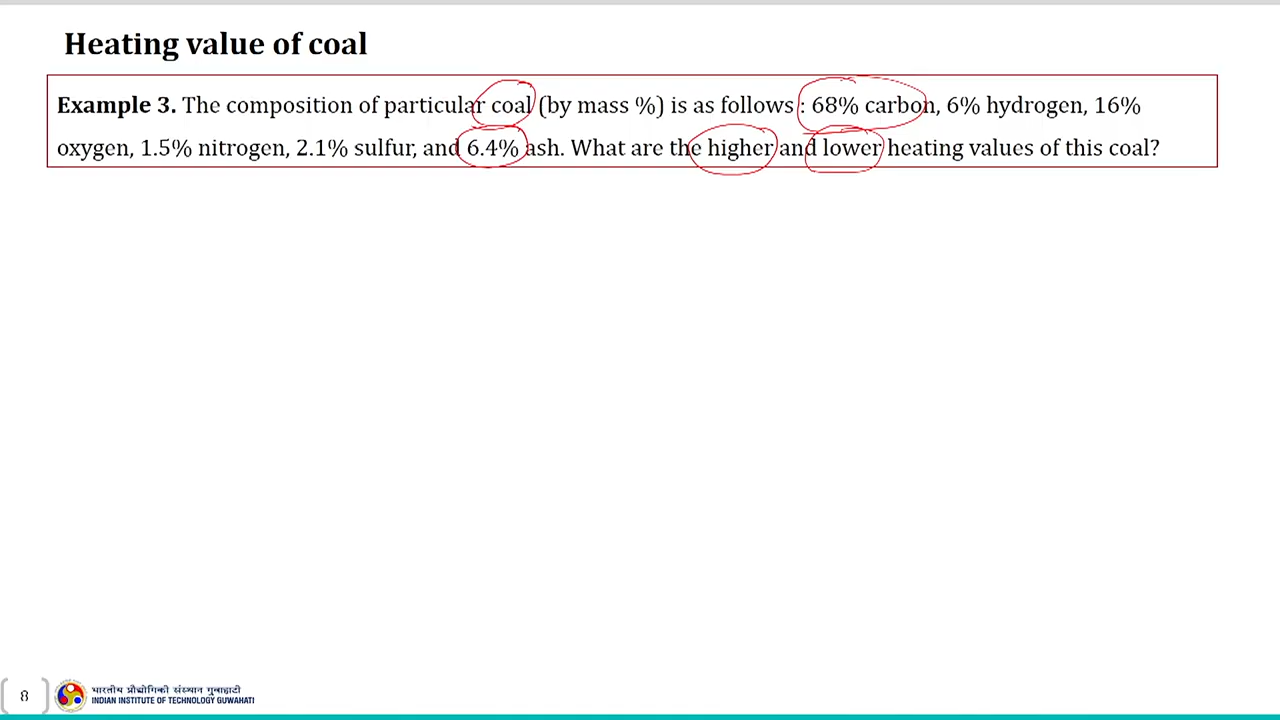 Heating value of coal
Example 3. The composition of particular coal (by mass %) is as follows : 68% carbon, 6% hydrogen, 16%
oxygen, 1.5% nitrogen, 2.1% sulfur, and 6.4% ash. What are the higher and lower heating values of this coal?
8
भारतीय प्रौद्योगिकी संस्थान गुवाहाटी
INDIAN INSTITUTE OF TECHNOLOGY GUWAHATI